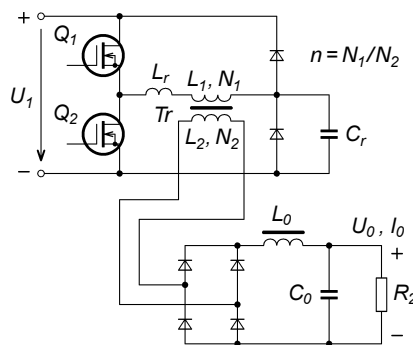 +
Q1
Lr
L1, N1
n = N1/N2
U1
Tr
Q2
L2, N2
Cr
−
L0
U0 , I0
+
C0
R2
−